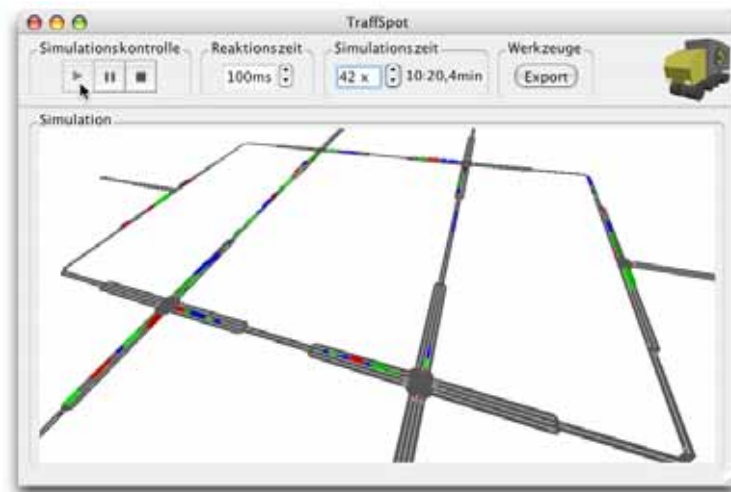 TraffSpot
Simulationskontrolle Reaktionszeit Simulationszeit Werkzeuge
100ms 42 x 10:20,4min Export
Simulation